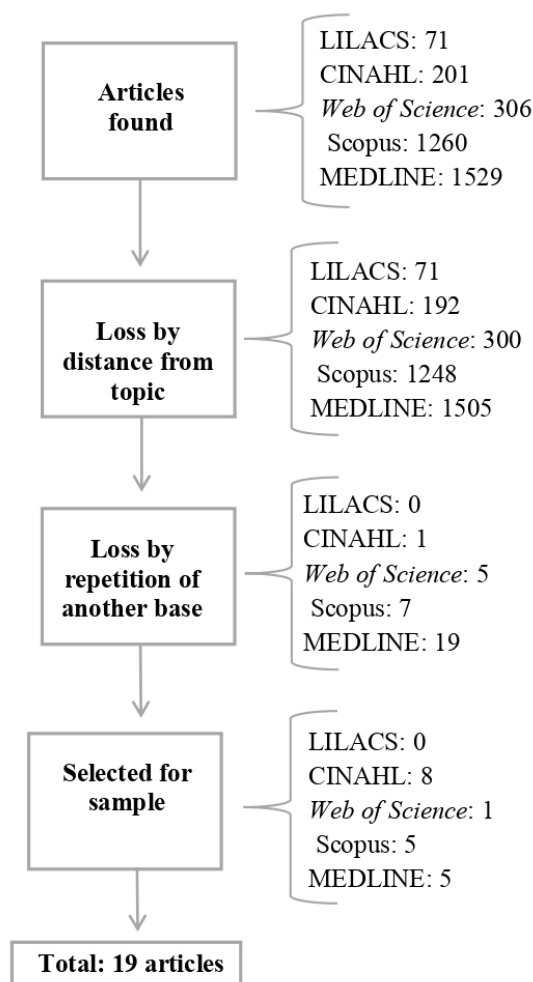 Articles
found
LILACS: 71
CINAHL: 201
Web of Science: 306
Scopus: 1260
MEDLINE: 1529
Loss by
distance from
topic
LILACS: 71
CINAHL: 192
Web of Science: 300
Scopus: 1248
MEDLINE: 1505
Loss by
repetition of
another base
LILACS: 0
CINAHL: 1
Web of Science: 5
Scopus: 7
MEDLINE: 19
Selected for
sample
LILACS: 0
CINAHL: 8
Web of Science: 1
Scopus: 5
MEDLINE: 5
Total: 19 articles